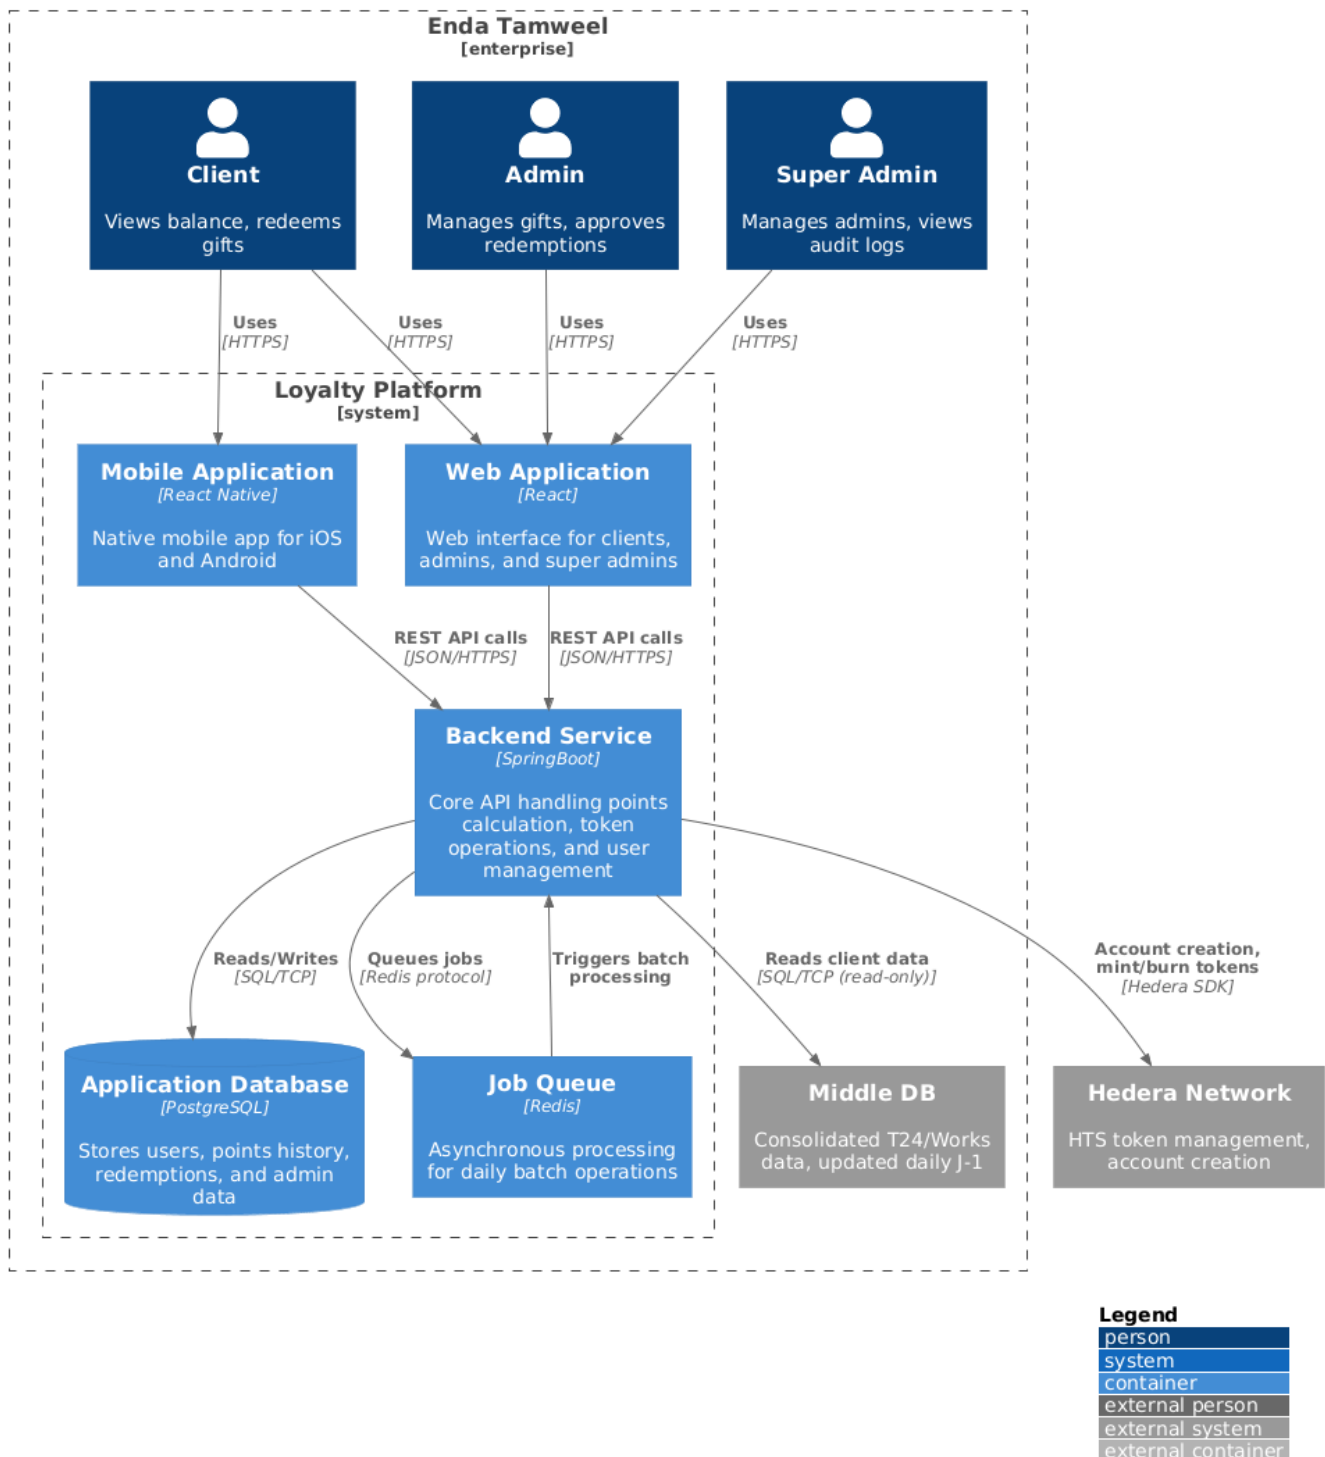 Enda Tamweel
[enterprise]
Client
Views balance, redeems
gifts
Admin
Manages gifts, approves
redemptions
Super Admin
Manages admins, views
audit logs
Uses
[HTTPS]
Uses
[HTTPS]
Uses
[HTTPS]
Uses
[HTTPS]
Loyalty Platform
[system]
Mobile Application
[React Native]
Native mobile app for iOS
and Android
Web Application
[React]
Web interface for clients,
admins, and super admins
REST API calls
[JSON/HTTPS]
REST API calls
[JSON/HTTPS]
Backend Service
[SpringBoot]
Core API handling points
calculation, token
operations, and user
management
Reads/Writes
[SQL/TCP]
Queues jobs
[Redis protocol]
Triggers batch
processing
Reads client data
[SQL/TCP (read-only)]
Account creation,
mint/burn tokens
[Hedera SDK]
Application Database
[PostgreSQL]
Stores users, points history,
redemptions, and admin
data
Job Queue
[Redis]
Asynchronous processing
for daily batch operations
Middle DB
Consolidated T24/Works
data, updated daily J-1
Hedera Network
HTS token management,
account creation
Legend
person
system
container
external person
external system
external container